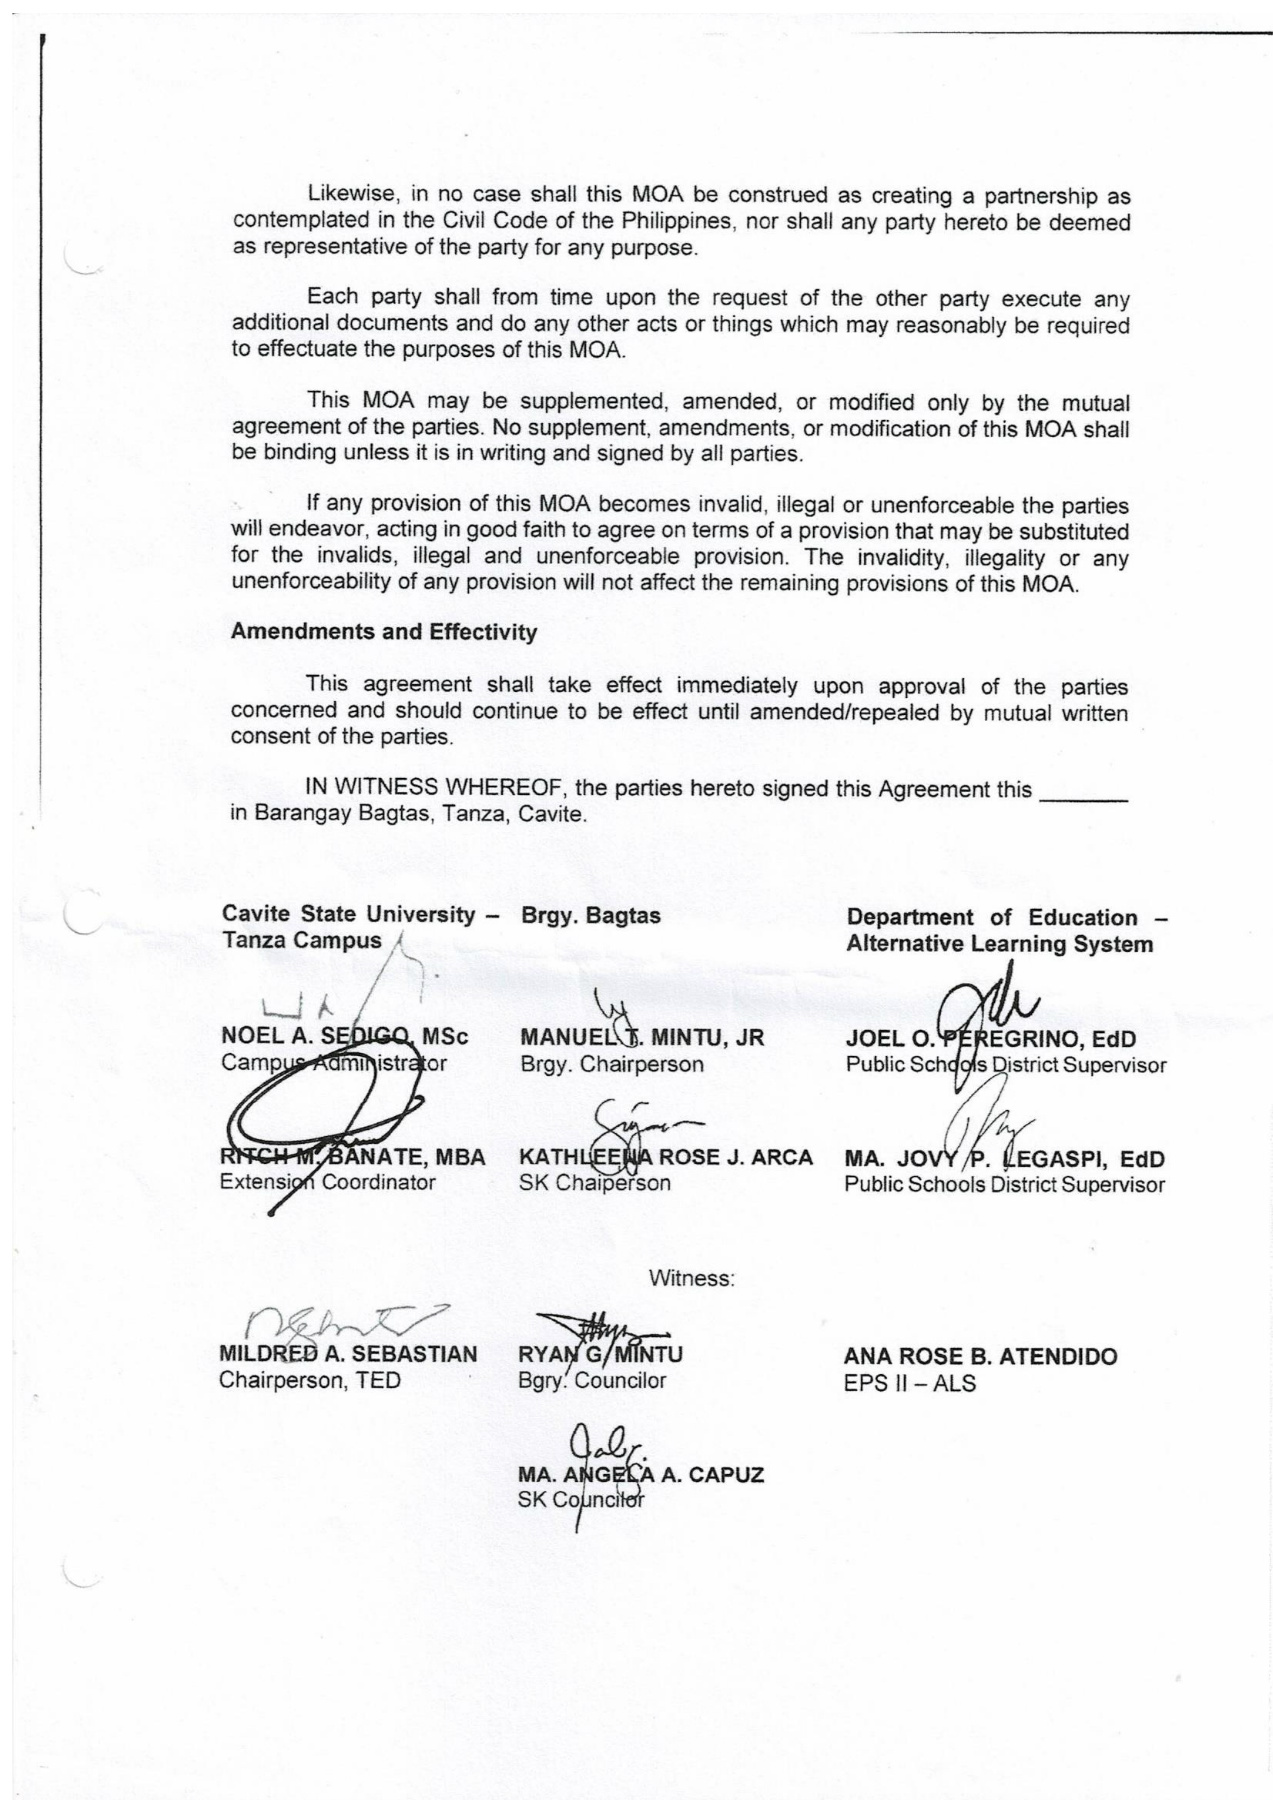 Likewise, in no case shall this MOA be construed as creating a partnership as
contemplated in the Civil Code of the Philippines, nor shall any party hereto be deemed
as representative of the party for any purpose.
Each party shall from time upon the request of the other party execute any
additional documents and do any other acts or things which may reasonably be required
to effectuate the purposes of this MOA.
This MOA may be supplemented, amended, or modified only by the mutual
agreement of the parties. No supplement, amendments, or modification of this MOA shall
be binding unless it is in writing and signed by all parties.
If any provision of this MOA becomes invalid, illegal or unenforceable the parties
will endeavor, acting in good faith to agree on terms of a provision that may be substituted
for the invalids, illegal and unenforceable provision. The invalidity, illegality or any
unenforceability of any provision will not affect the remaining provisions of this MOA.
Amendments and Effectivity
This agreement shall take effect immediately upon approval of the parties
concerned and should continue to be effect until amended/repealed by mutual written
consent of the parties.
IN WITNESS WHEREOF, the parties hereto signed this Agreement this ________
in Barangay Bagtas, Tanza, Cavite.
Cavite State University –
Tanza Campus
NOEL A. SEDIGO, MSc
Campus Administrator
RITCH M. BANATE, MBA
Extension Coordinator
Brgy. Bagtas
MANUEL T. MINTU, JR
Brgy. Chairperson
KATHLEENA ROSE J. ARCA
SK Chaiperson
Department of Education –
Alternative Learning System
JOEL O. PEREGRINO, EdD
Public Schools District Supervisor
MA. JOVY P. LEGASPI, EdD
Public Schools District Supervisor
Witness:
MILDRED A. SEBASTIAN
Chairperson, TED
RYAN G. MINTU
Bgry. Councilor
ANA ROSE B. ATENDIDO
EPS II – ALS
MA. ANGELA A. CAPUZ
SK Councilor